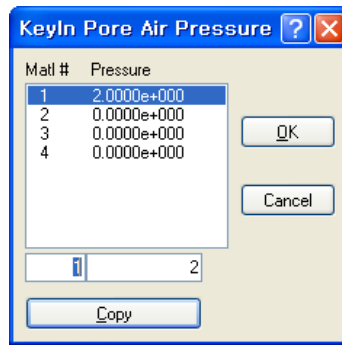 KeyIn Pore Air Pressure
Matl # Pressure
1 2.0000e+000
2 0.0000e+000
3 0.0000e+000
4 0.0000e+000
OK
Cancel
1 2
Copy